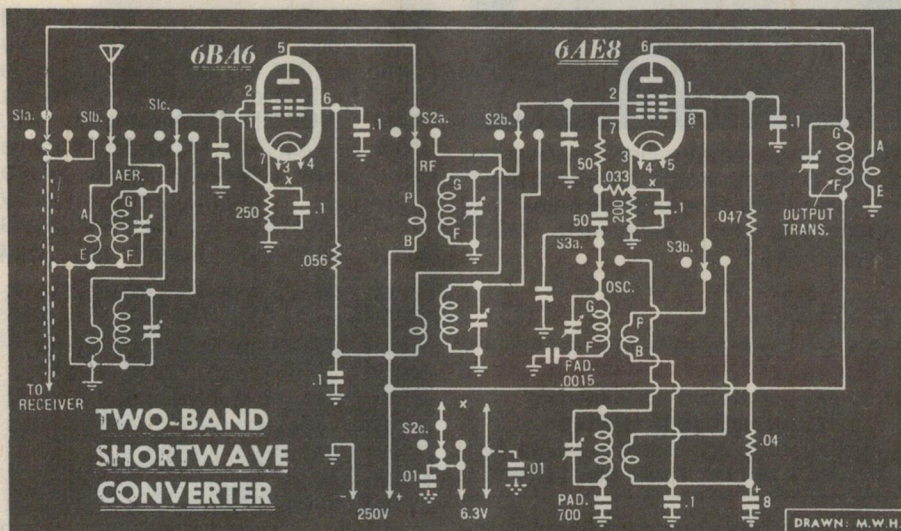 6BA6
6AE8
5
6
S1a.
S1b.
S1c.
2
1
6
7
3
4
x
.1
S2a.
S2b.
RF
2
7
1
8
3
4
5
x
.1
50
.033
200
.1
50
AER.
A
G
E
F
250
.1
.056
P
G
B
F
S3a.
S3b.
OSC.
G
F
F
B
.047
G
F
A
E
OUTPUT
TRANS.
PAD.
.0015
TO
RECEIVER
.1
x
S2c.
.01
.01
-
250V
+
6.3V
PAD.
700
.1
.04
+
8
TWO-BAND
SHORTWAVE
CONVERTER
DRAWN: M.W.H.